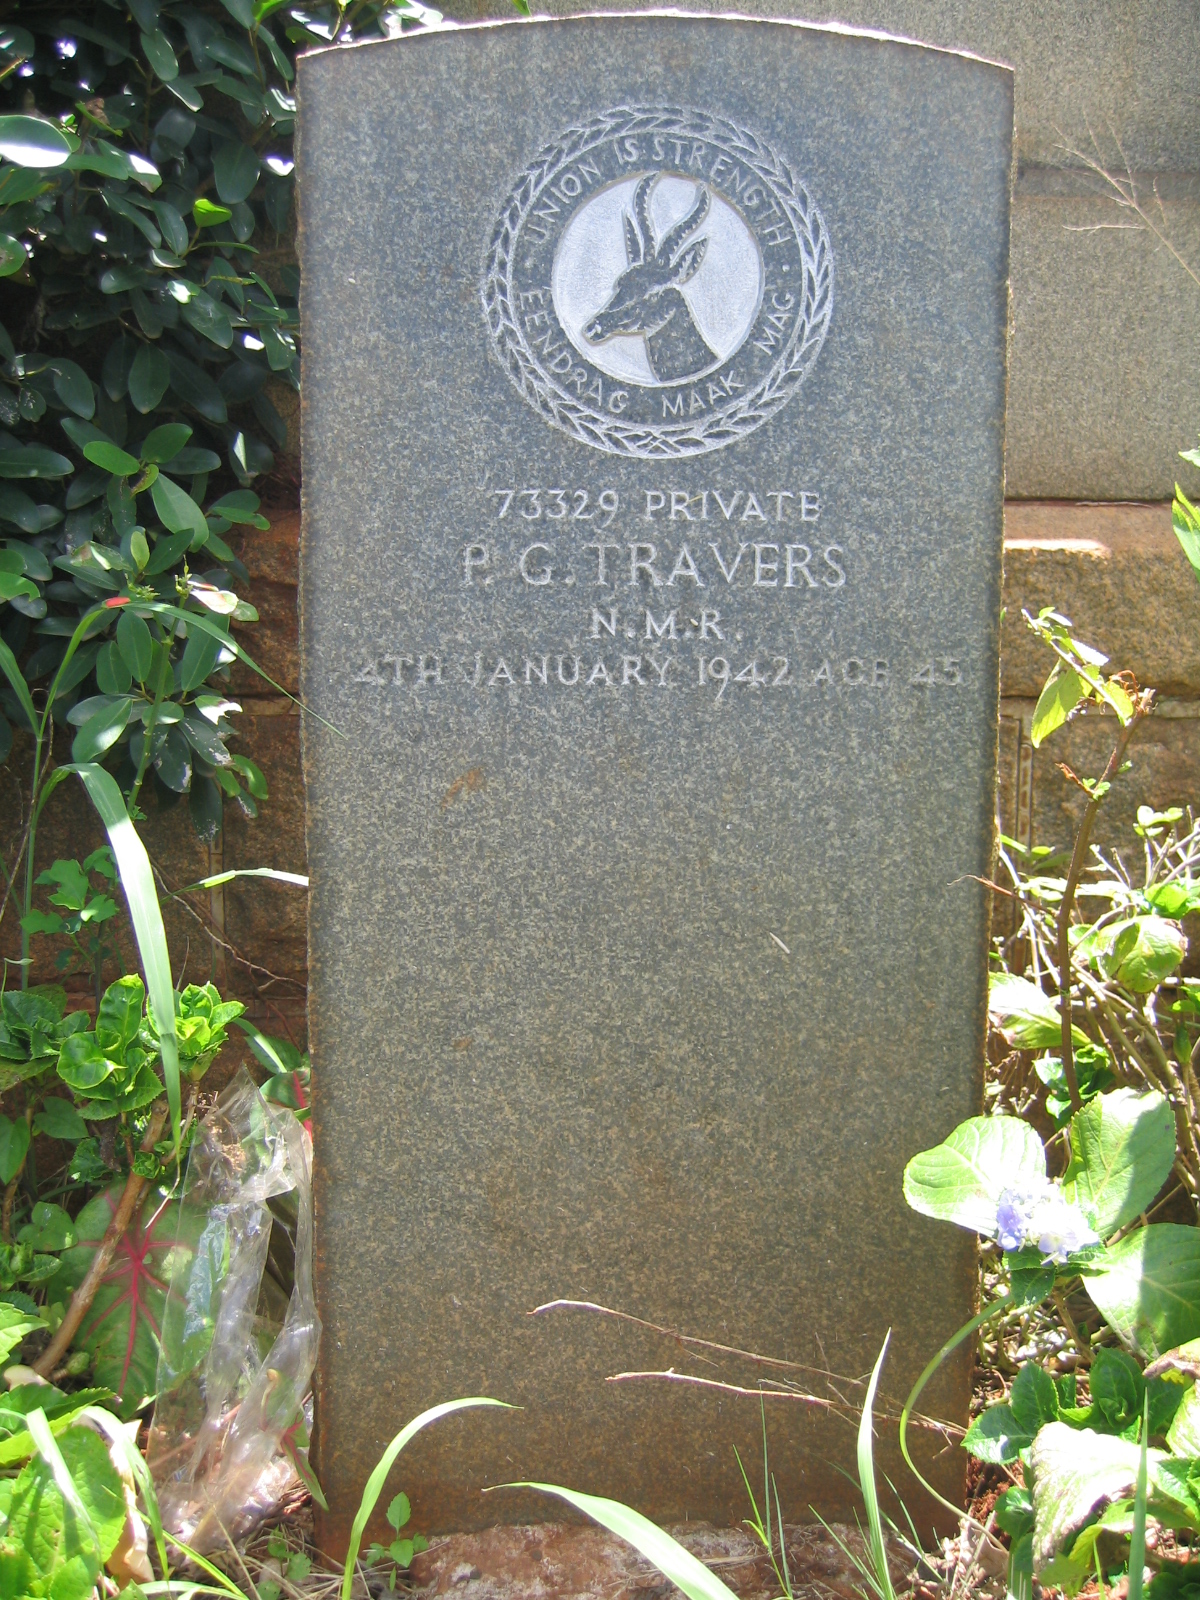 UNION IS STRENGTH
EENDRAG MAAK MAG
73329 PRIVATE
P. G. TRAVERS
N.M.R.
4TH JANUARY 1942 AGE 45